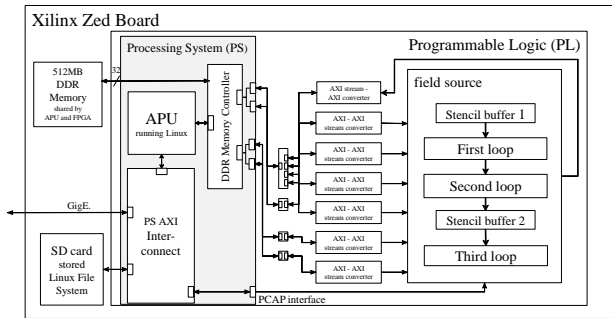 Xilinx Zed Board
Processing System (PS)
Programmable Logic (PL)
512MB
DDR
Memory
shared by
APU and FPGA
32
APU
running Linux
DDR Memory Controller
PS AXI
Inter-
connect
GigE.
SD card
stored
Linux File
System
PCAP interface
AXI stream -
AXI converter
AXI - AXI
stream converter
AXI - AXI
stream converter
AXI - AXI
stream converter
AXI - AXI
stream converter
AXI - AXI
stream converter
AXI - AXI
stream converter
field source
Stencil buffer 1
First loop
Second loop
Stencil buffer 2
Third loop